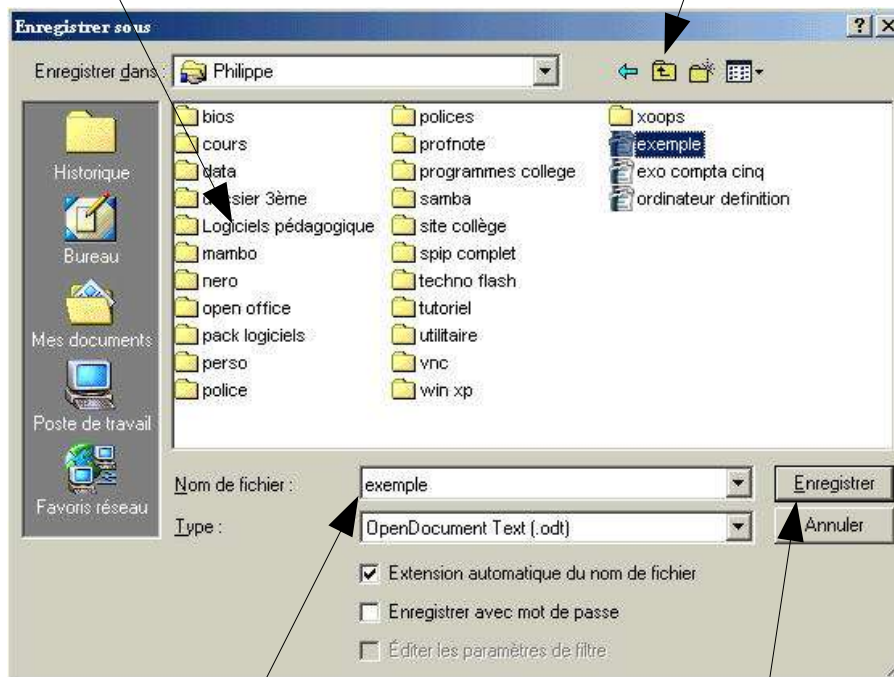 Enregistrer sous
Enregistrer dans : Philippe
Historique
Bureau
Mes documents
Poste de travail
Favoris réseau
bios
cours
data
dossier 3ème
Logiciels pédagogique
mambo
nero
open office
pack logiciels
perso
police
polices
profnote
programmes college
samba
site collège
spip complet
techno flash
tutoriel
utilitaire
vnc
win xp
xoops
exemple
exo compta cinq
ordinateur definition
Nom de fichier : exemple Enregistrer
Type : OpenDocument Text (.odt) Annuler
Extension automatique du nom de fichier
Enregistrer avec mot de passe
Éditer les paramètres de filtre